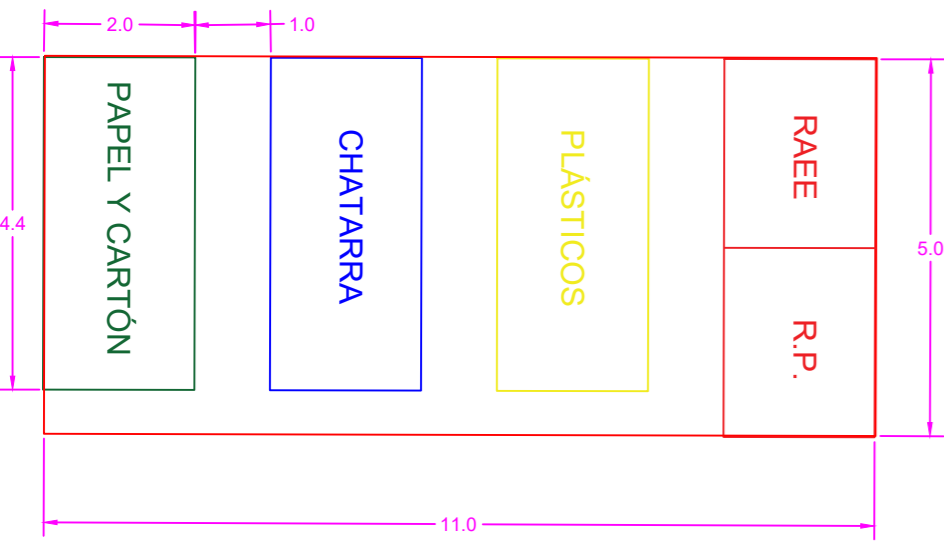 2.0
1.0
PAPEL Y CARTÓN
CHATARRA
PLÁSTICOS
RAEE
R.P.
4.4
5.0
11.0